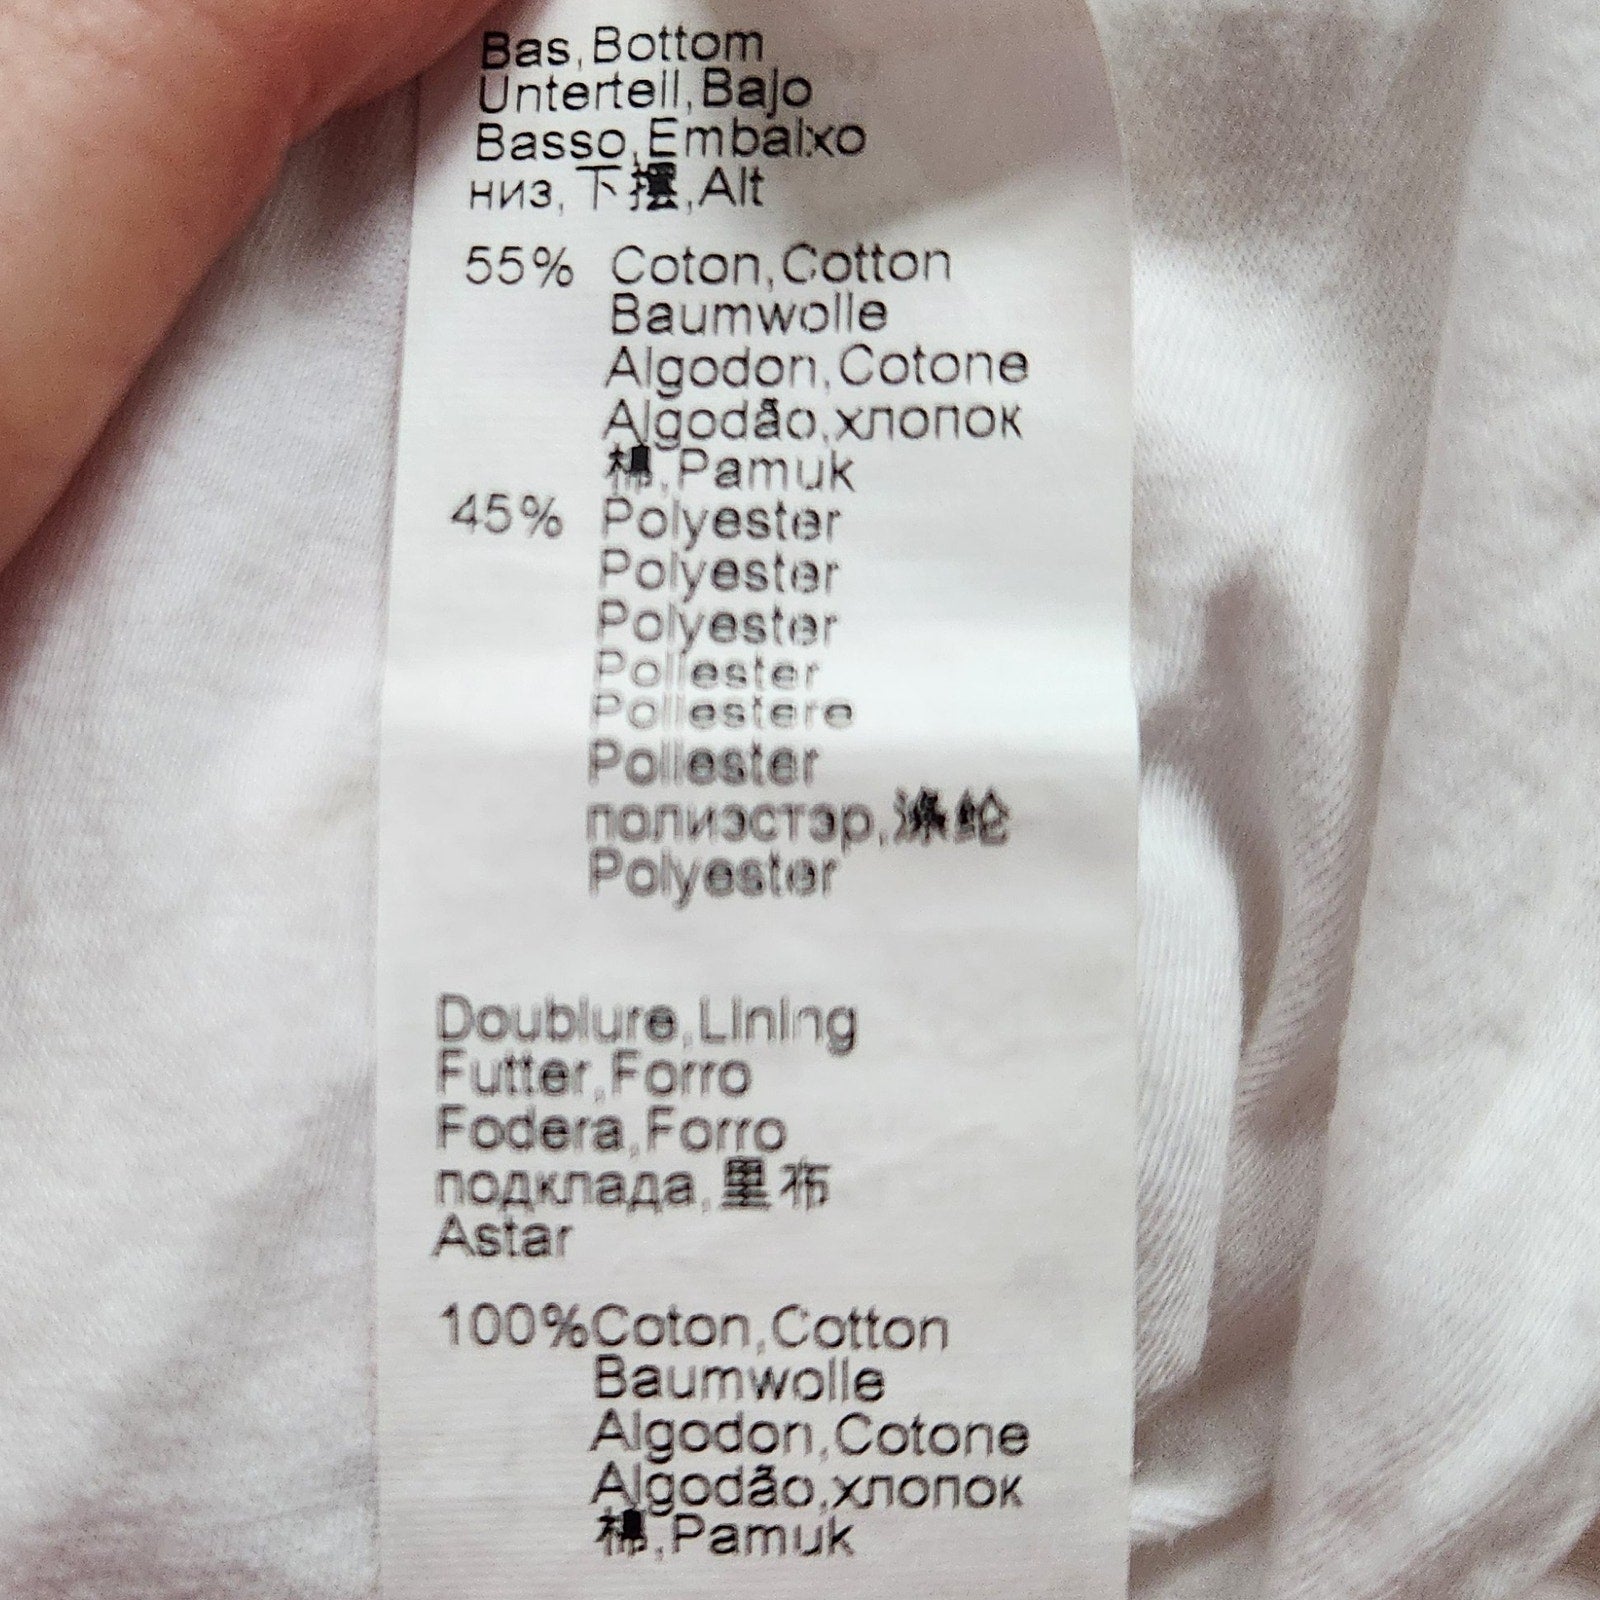 Bas,Bottom
Unterteil,Bajo
Basso,Embaixo
низ,下摆,Alt
55% Coton,Cotton
Baumwolle
Algodon,Cotone
Algodão,хлопок
棉,Pamuk
45% Polyester
Polyester
Polyester
Poliester
Poliestere
Poliester
полиэстэр,涤纶
Polyester
Doublure,Lining
Futter,Forro
Fodera,Forro
подклада,里布
Astar
100%Coton,Cotton
Baumwolle
Algodon,Cotone
Algodão,хлопок
棉,Pamuk